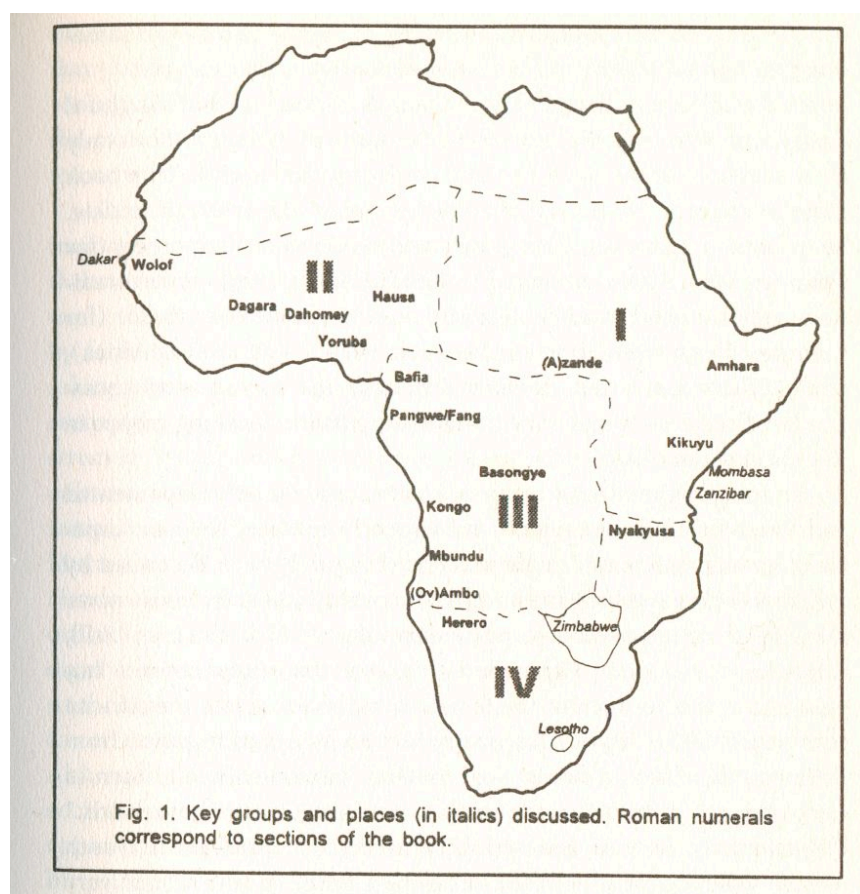 Dakar
Wolof
II
Dagara
Hausa
Dahomey
Yoruba
I
(A)zande
Amhara
Bafia
Pangwe/Fang
Kikuyu
Basongye
Mombasa
Zanzibar
III
Kongo
Nyakyusa
Mbundu
(Ov)Ambo
Herero
Zimbabwe
IV
Lesotho
Fig. 1. Key groups and places (in italics) discussed. Roman numerals
correspond to sections of the book.